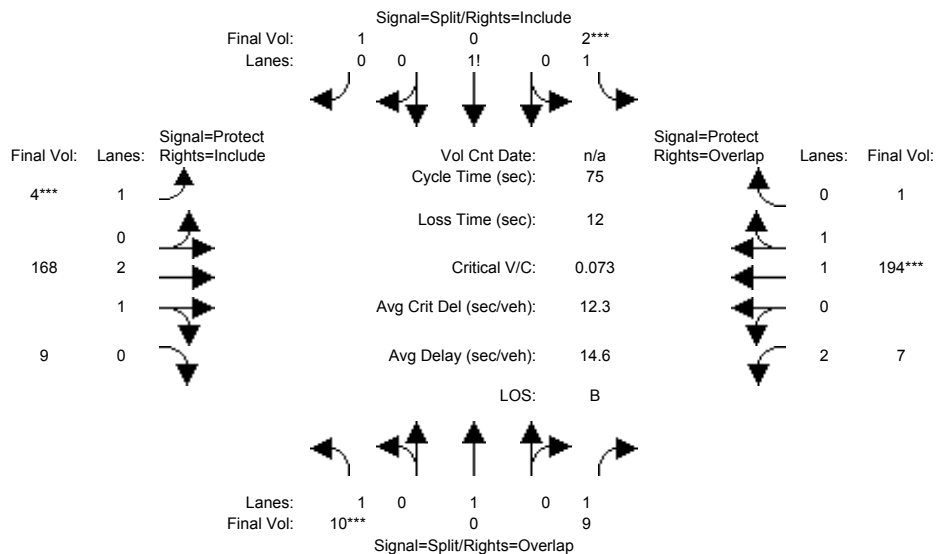 Signal=Split/Rights=Include
Final Vol: 1 0 2***
Lanes: 0 0 1! 0 1
Signal=Protect
Final Vol: Lanes: Rights=Include
Vol Cnt Date: n/a
Signal=Protect
Rights=Overlap Lanes: Final Vol:
Cycle Time (sec): 75
4*** 1
0 1
Loss Time (sec): 12
0
1
168 2
Critical V/C: 0.073
1 194***
1
Avg Crit Del (sec/veh): 12.3
0
9 0
Avg Delay (sec/veh): 14.6
2 7
LOS: B
Lanes: 1 0 1 0 1
Final Vol: 10*** 0 9
Signal=Split/Rights=Overlap